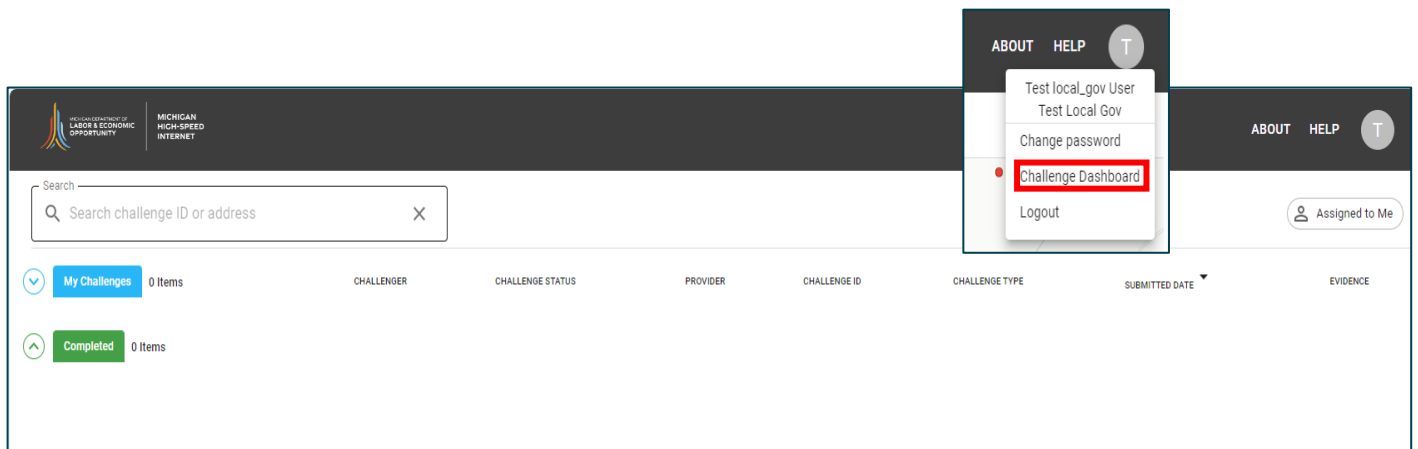 ABOUT HELP T
Test local_gov User
Test Local Gov
Change password
Challenge Dashboard
Logout
MICHIGAN DEPARTMENT OF
LABOR & ECONOMIC
OPPORTUNITY
MICHIGAN
HIGH-SPEED
INTERNET
ABOUT HELP T
Search
Search challenge ID or address
Assigned to Me
My Challenges 0 Items CHALLENGER CHALLENGE STATUS PROVIDER CHALLENGE ID CHALLENGE TYPE SUBMITTED DATE EVIDENCE
Completed 0 Items